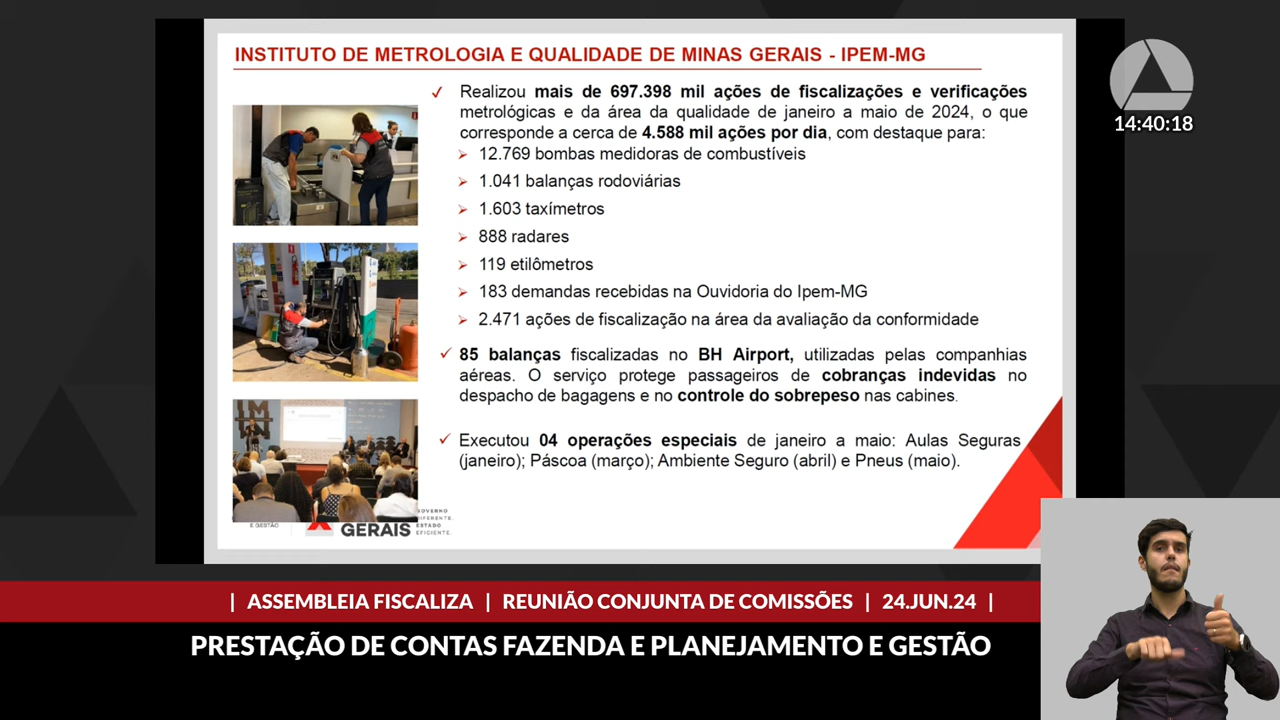 INSTITUTO DE METROLOGIA E QUALIDADE DE MINAS GERAIS - IPEM-MG
Realizou mais de 697.398 mil ações de fiscalizações e verificações
metrológicas e da área da qualidade de janeiro a maio de 2024, o que
corresponde a cerca de 4.588 mil ações por dia, com destaque para:
12.769 bombas medidoras de combustíveis
1.041 balanças rodoviárias
1.603 taxímetros
888 radares
119 etilômetros
183 demandas recebidas na Ouvidoria do Ipem-MG
2.471 ações de fiscalização na área da avaliação da conformidade
85 balanças fiscalizadas no BH Airport, utilizadas pelas companhias
aéreas. O serviço protege passageiros de cobranças indevidas no
despacho de bagagens e no controle do sobrepeso nas cabines.
Executou 04 operações especiais de janeiro a maio: Aulas Seguras
(janeiro); Páscoa (março); Ambiente Seguro (abril) e Pneus (maio).
E GESTÃO
GERAIS
GOVERNO
DIFERENTE.
ESTADO
EFICIENTE.
14:40:18
| ASSEMBLEIA FISCALIZA | REUNIÃO CONJUNTA DE COMISSÕES | 24.JUN.24 |
PRESTAÇÃO DE CONTAS FAZENDA E PLANEJAMENTO E GESTÃO